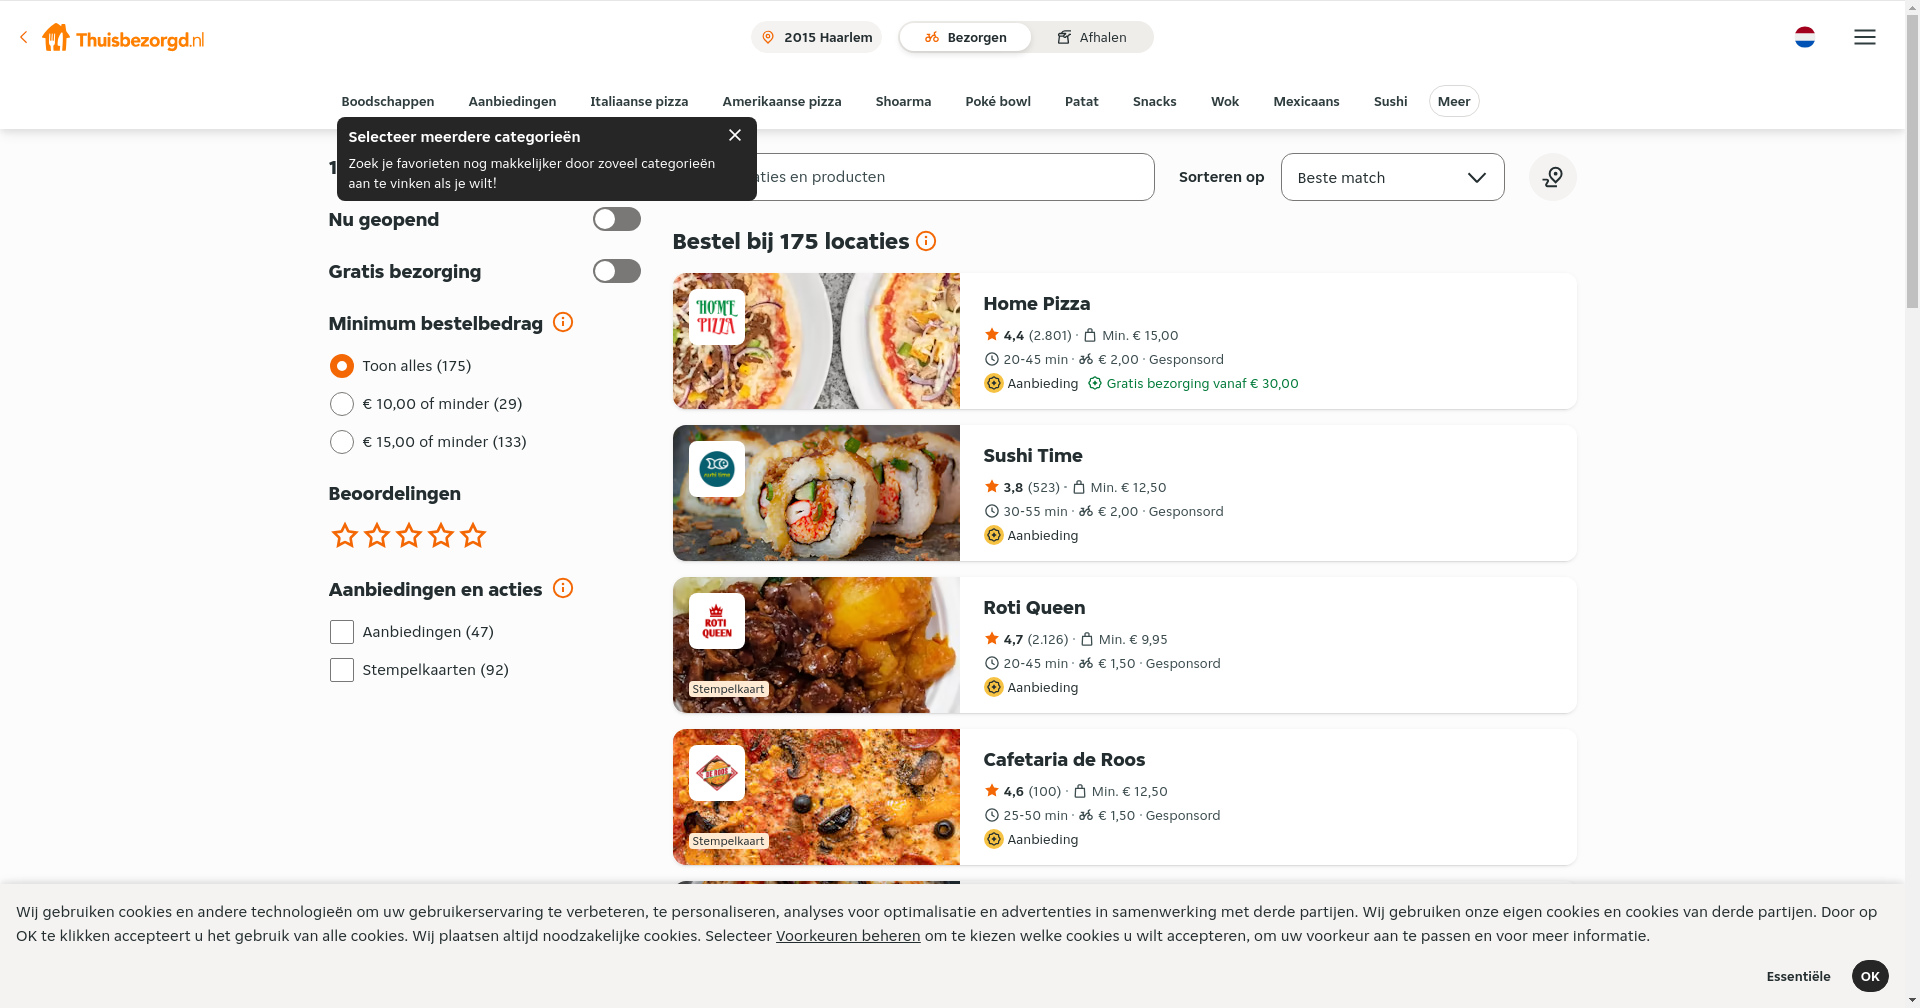 Thuisbezorgd.nl
2015 Haarlem
Bezorgen
Afhalen
Boodschappen
Aanbiedingen
Italiaanse pizza
Amerikaanse pizza
Shoarma
Poké bowl
Patat
Snacks
Wok
Mexicaans
Sushi
Meer
Selecteer meerdere categorieën
Zoek je favorieten nog makkelijker door zoveel categorieën
aan te vinken als je wilt!
en producten
Sorteren op
Beste match
Nu geopend
Gratis bezorging
Minimum bestelbedrag
Toon alles (175)
€ 10,00 of minder (29)
€ 15,00 of minder (133)
Beoordelingen
Aanbiedingen en acties
Aanbiedingen (47)
Stempelkaarten (92)
Bestel bij 175 locaties
HOME
PIZZA
Home Pizza
4,4 (2.801) · Min. € 15,00
20-45 min · € 2,00 · Gesponsord
Aanbieding Gratis bezorging vanaf € 30,00
sushi time
Sushi Time
3,8 (523) · Min. € 12,50
30-55 min · € 2,00 · Gesponsord
Aanbieding
ROTI
QUEEN
Stempelkaart
Roti Queen
4,7 (2.126) · Min. € 9,95
20-45 min · € 1,50 · Gesponsord
Aanbieding
DE ROOS
Stempelkaart
Cafetaria de Roos
4,6 (100) · Min. € 12,50
25-50 min · € 1,50 · Gesponsord
Aanbieding
Wij gebruiken cookies en andere technologieën om uw gebruikerservaring te verbeteren, te personaliseren, analyses voor optimalisatie en advertenties in samenwerking met derde partijen. Wij gebruiken onze eigen cookies en cookies van derde partijen. Door op
OK te klikken accepteert u het gebruik van alle cookies. Wij plaatsen altijd noodzakelijke cookies. Selecteer Voorkeuren beheren om te kiezen welke cookies u wilt accepteren, om uw voorkeur aan te passen en voor meer informatie.
Essentiële
OK